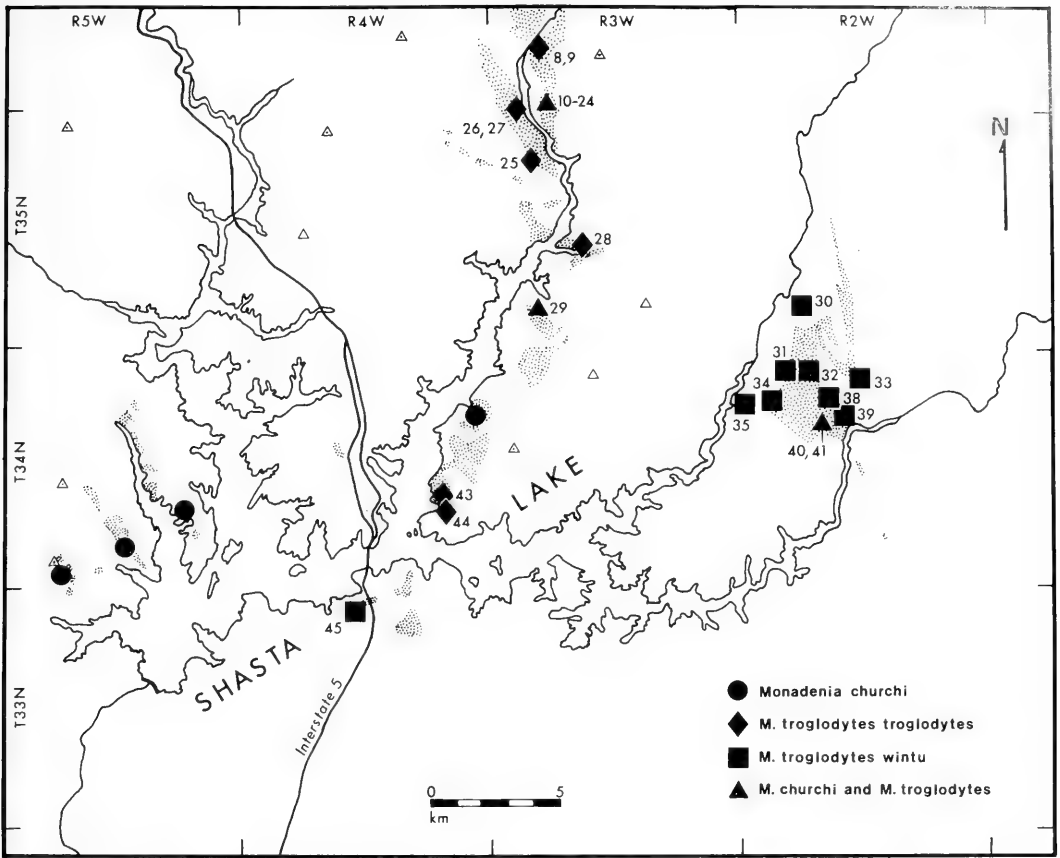 R5W
R4W
R3W
R2W
8,9
10-24
26,27
25
N
T35N
28
30
29
31
32
33
34
38
35
39
40,41
T34N
LAKE
43
44
45
SHASTA
T33N
Interstate 5
Monadenia churchi
M. troglodytes troglodytes
M. troglodytes wintu
M. churchi and M. troglodytes
0 5
km